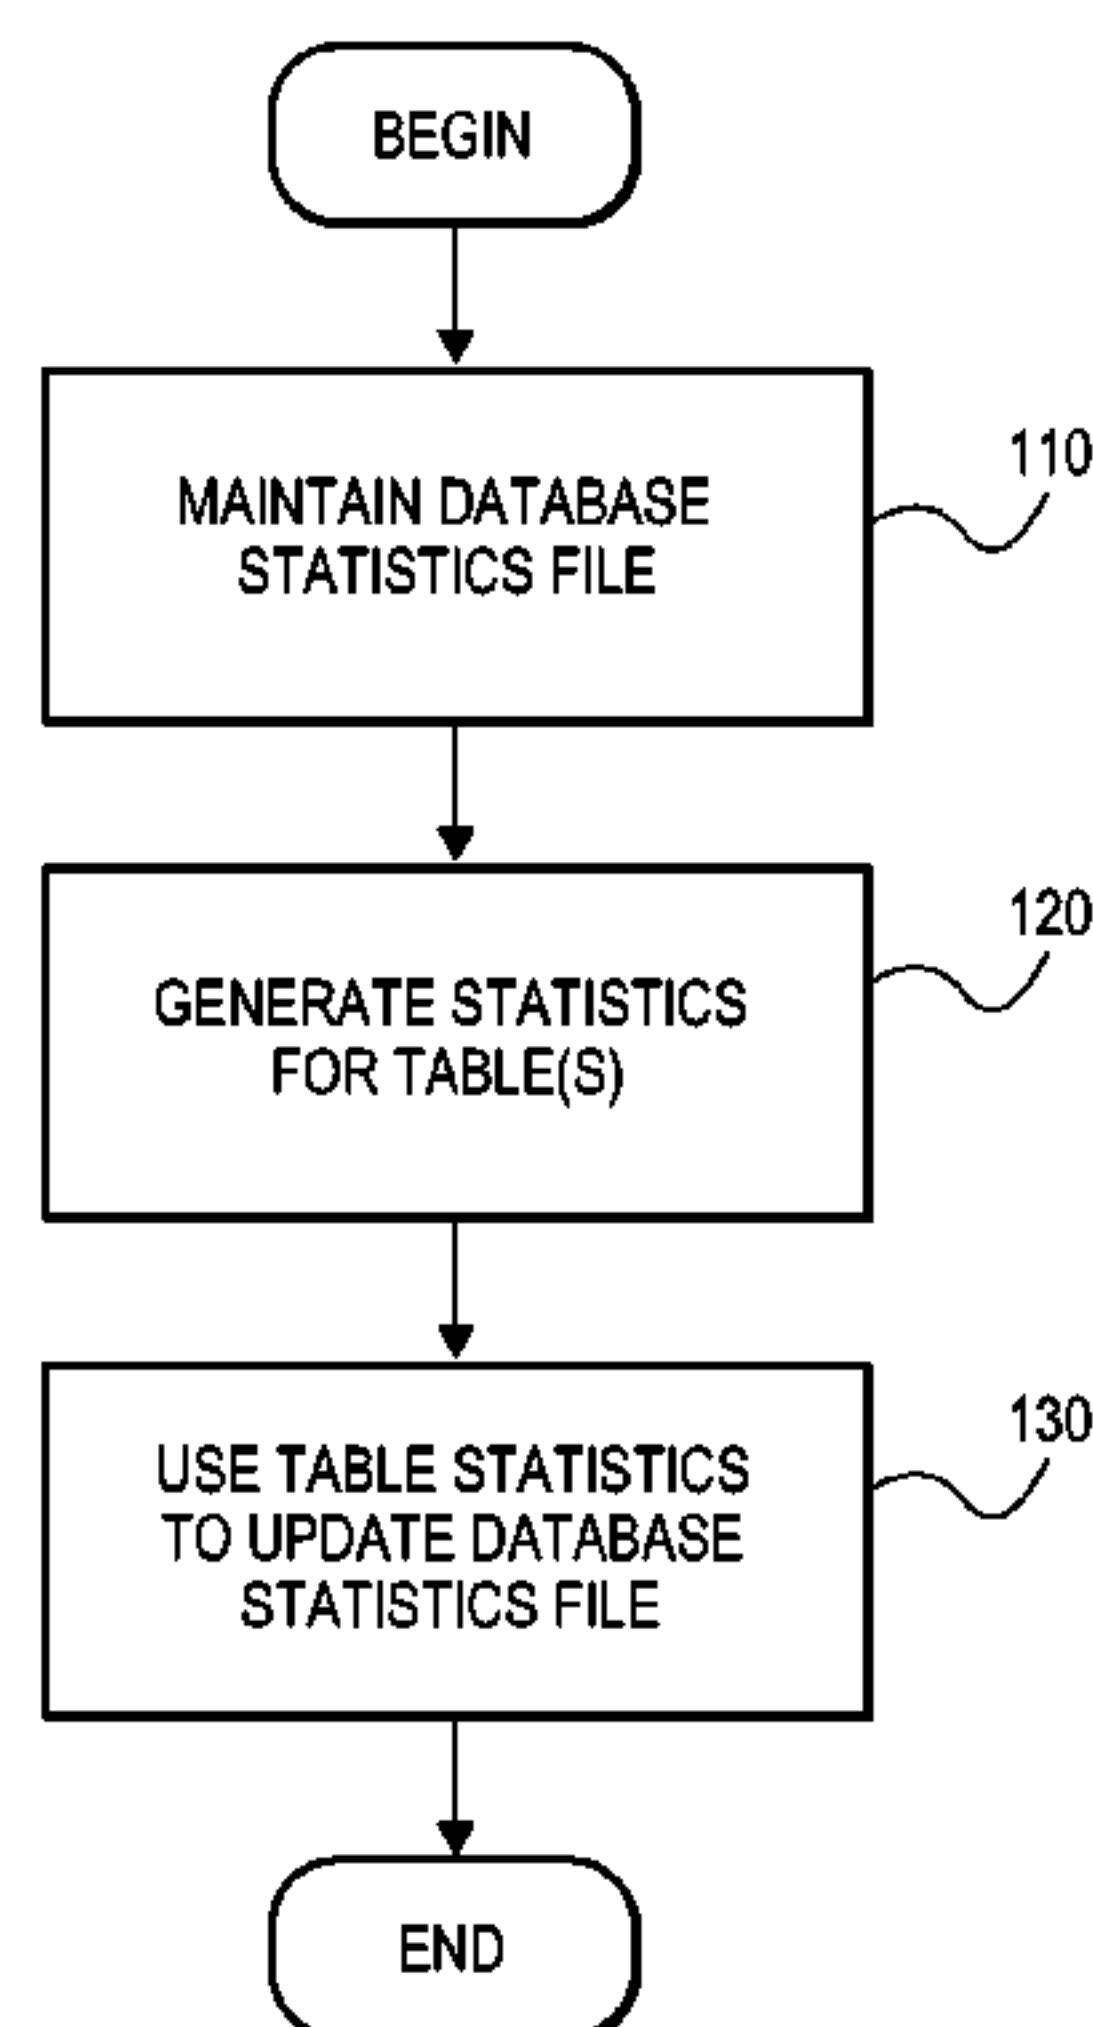 BEGIN
MAINTAIN DATABASE
STATISTICS FILE
110
GENERATE STATISTICS
FOR TABLE(S)
120
USE TABLE STATISTICS
TO UPDATE DATABASE
STATISTICS FILE
130
END